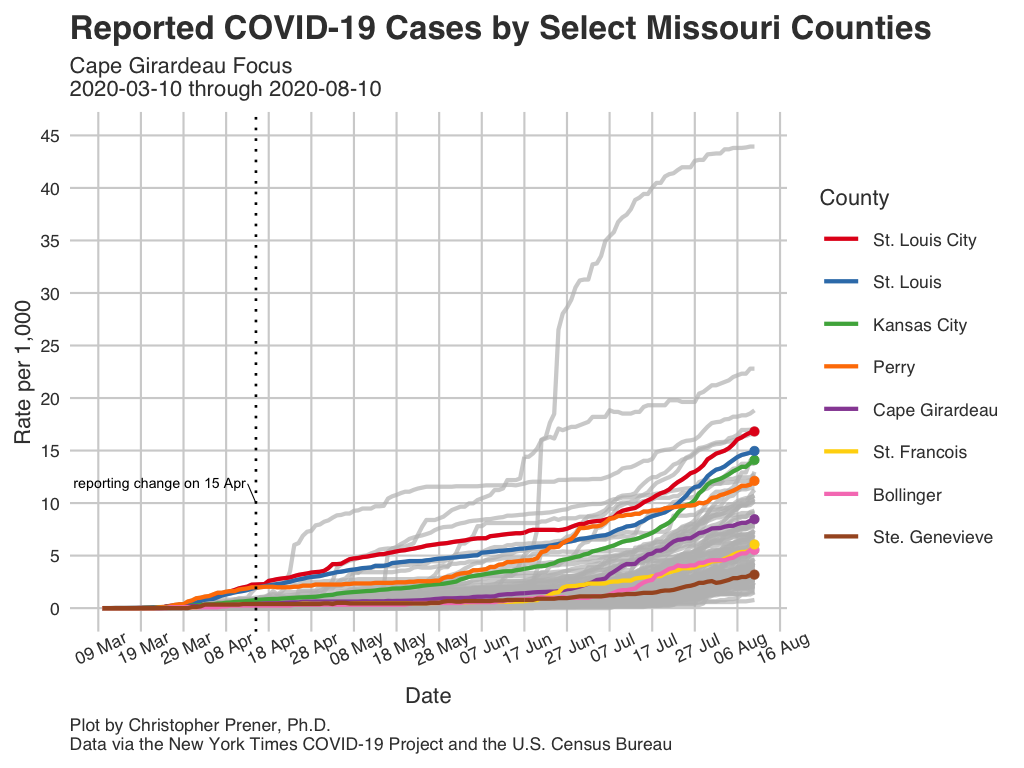 Reported COVID-19 Cases by Select Missouri Counties
Cape Girardeau Focus
2020-03-10 through 2020-08-10
Rate per 1,000
45
40
35
30
25
20
15
10
5
0
reporting change on 15 Apr
09 Mar
19 Mar
29 Mar
08 Apr
18 Apr
28 Apr
08 May
18 May
28 May
07 Jun
17 Jun
27 Jun
07 Jul
17 Jul
27 Jul
06 Aug
16 Aug
Date
County
St. Louis City
St. Louis
Kansas City
Perry
Cape Girardeau
St. Francois
Bollinger
Ste. Genevieve
Plot by Christopher Prener, Ph.D.
Data via the New York Times COVID-19 Project and the U.S. Census Bureau